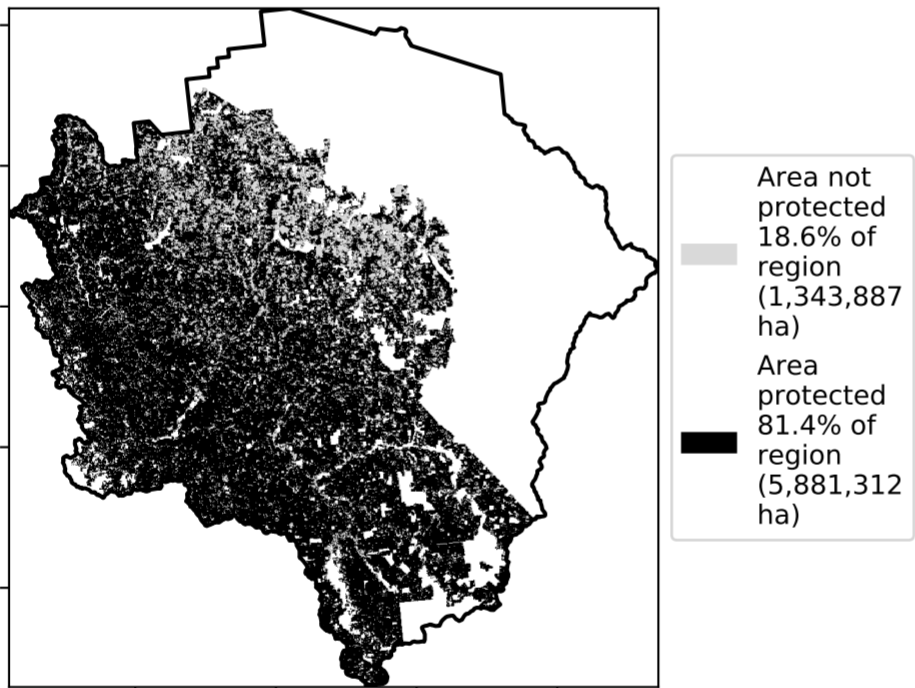 Area not
protected
18.6% of
region
(1,343,887
ha)
Area
protected
81.4% of
region
(5,881,312
ha)